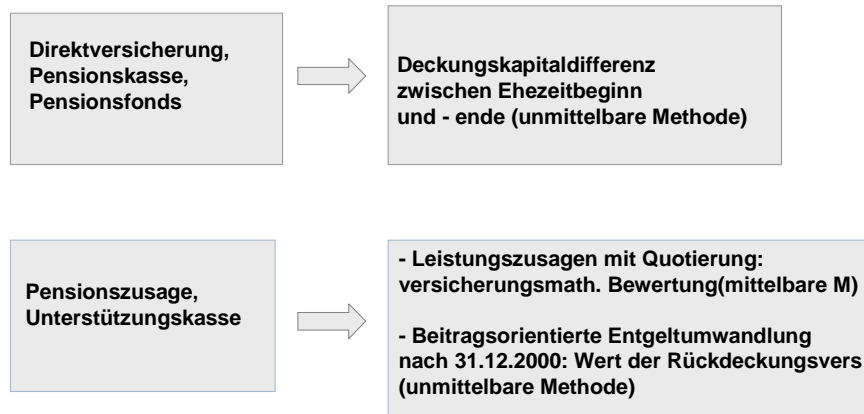 Direktversicherung,
Pensionskasse,
Pensionsfonds
Deckungskapitaldifferenz
zwischen Ehezeitbeginn
und - ende (unmittelbare Methode)
Pensionszusage,
Unterstützungskasse
- Leistungszusagen mit Quotierung:
versicherungsmath. Bewertung(mittelbare M)
- Beitragsorientierte Entgeltumwandlung
nach 31.12.2000: Wert der Rückdeckungsvers
(unmittelbare Methode)